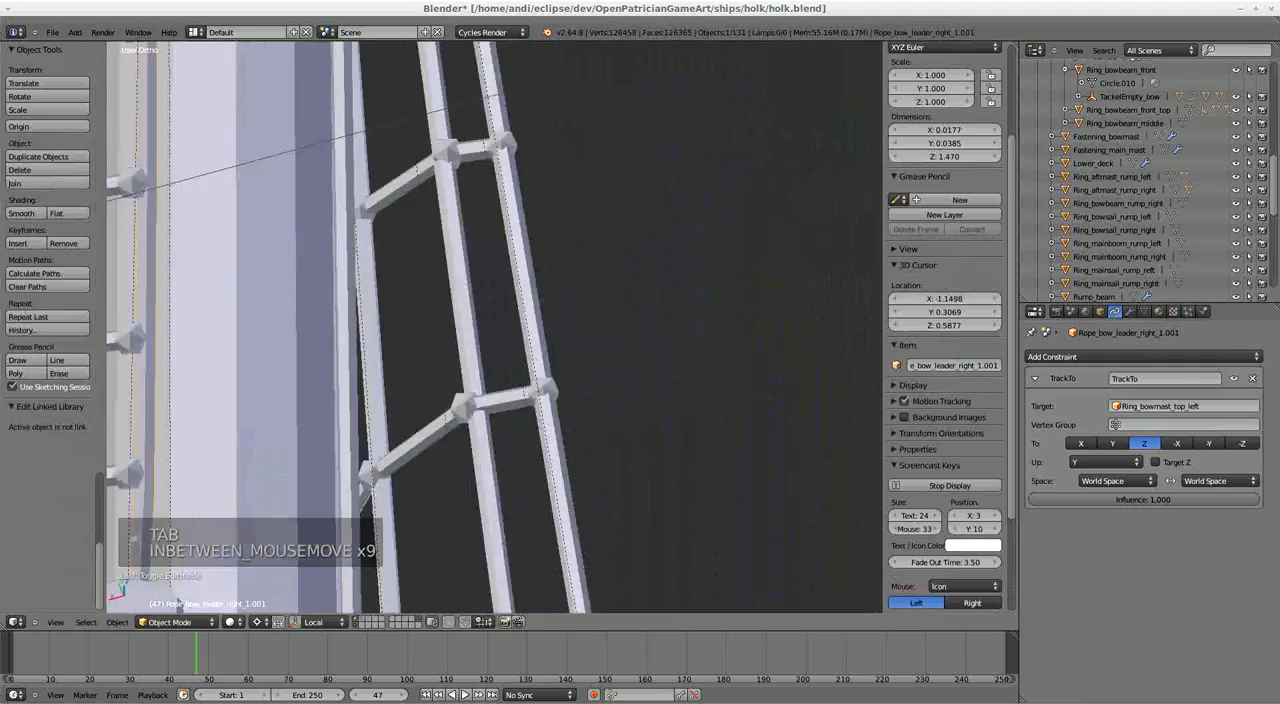 Blender* [/home/andi/eclipse/dev/OpenPatricianGameArt/ships/holk/holk.blend]
File Add Render Window Help Default Scene Cycles Render v2.64.8 | Verts:126458 | Faces:126365 | Objects:1/131 | Lamps:0/0 | Mem:55.16M (0.17M) | Rope_bow_leader_right_1.001
Object Tools
User Ortho
Transform:
Translate
Rotate
Scale
Origin
Object:
Duplicate Objects
Delete
Join
Shading:
Smooth Flat
Keyframes:
Insert Remove
Motion Paths:
Calculate Paths
Clear Paths
Repeat:
Repeat Last
History...
Grease Pencil:
Draw Line
Poly Erase
Use Sketching Sessio
Edit Linked Library
Active object is not link
TAB
INBETWEEN_MOUSEMOVE x9
(47) Rope_bow_leader_right_1.001
View Select Object Object Mode Local
XYZ Euler
Scale:
X: 1.000
Y: 1.000
Z: 1.000
Dimensions:
X: 0.0177
Y: 0.0385
Z: 1.470
Grease Pencil
New
New Layer
Delete Frame Convert
View
3D Cursor
Location:
X: -1.1498
Y: 0.3069
Z: 0.5877
Item
e_bow_leader_right_1.001
Display
Motion Tracking
Background Images
Transform Orientations
Properties
Screencast Keys
Stop Display
Size: Position:
Text: 24 X: 3
Mouse: 33 Y: 10
Text / Icon Color
Fade Out Time: 3.50
Mouse: Icon
Left Right
View Search All Scenes
Ring_bowbeam_front
Circle.010
TackelEmpty_bow
Ring_bowbeam_front_top
Ring_bowbeam_middle
Fastening_bowmast
Fastening_main_mast
Lower_deck
Ring_aftmast_rump_left
Ring_aftmast_rump_right
Ring_bowbeam_rump_right
Ring_bowsail_rump_left
Ring_bowsail_rump_right
Ring_mainboom_rump_left
Ring_mainboom_rump_right
Ring_mainsail_rump_left
Ring_mainsail_rump_right
Rump_beam
Rope_bow_leader_right_1.001
Add Constraint
TrackTo TrackTo
Target: Ring_bowmast_top_left
Vertex Group
To: X Y Z -X -Y -Z
Up: Y Target Z
Space: World Space World Space
Influence: 1.000
0 10 20 30 40 50 60 70 80 90 100 110 120 130 140 150 160 170 180 190 200 210 220 230 240 250
View Marker Frame Playback Start: 1 End: 250 47 No Sync